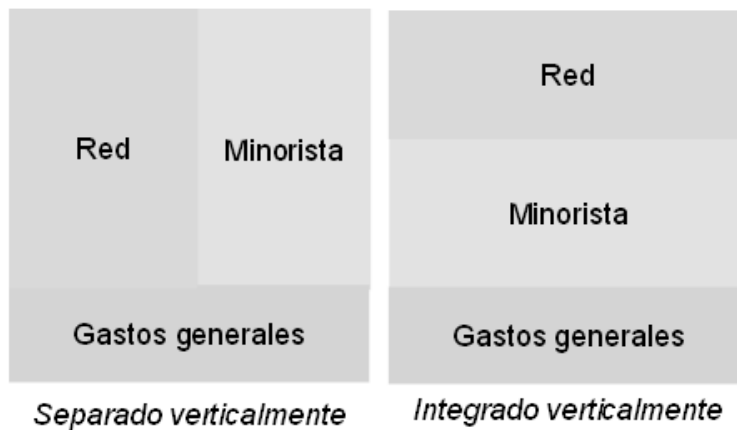 Red
Minorista
Gastos generales
Separado verticalmente
Red
Minorista
Gastos generales
Integrado verticalmente